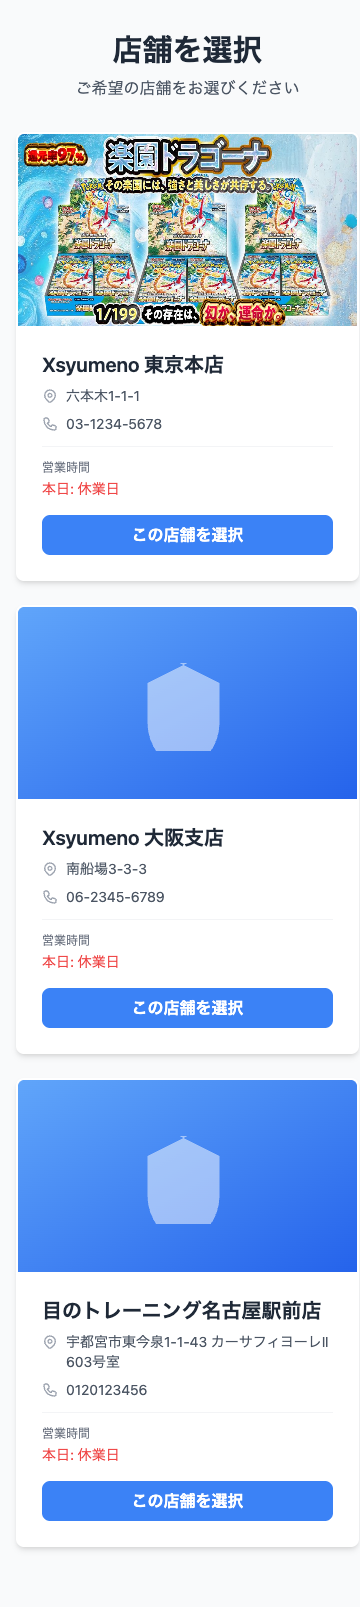 店舗を選択
ご希望の店舗をお選びください
還元率97%
楽園ドラゴーナ
その楽園には、強さと美しさが共存する。
1/199 その存在は、幻か、運命か。
Xsyumeno 東京本店
六本木1-1-1
03-1234-5678
営業時間
本日: 休業日
この店舗を選択
Xsyumeno 大阪支店
南船場3-3-3
06-2345-6789
営業時間
本日: 休業日
この店舗を選択
目のトレーニング名古屋駅前店
宇都宮市東今泉1-1-43 カーサフィヨーレII
603号室
0120123456
営業時間
本日: 休業日
この店舗を選択